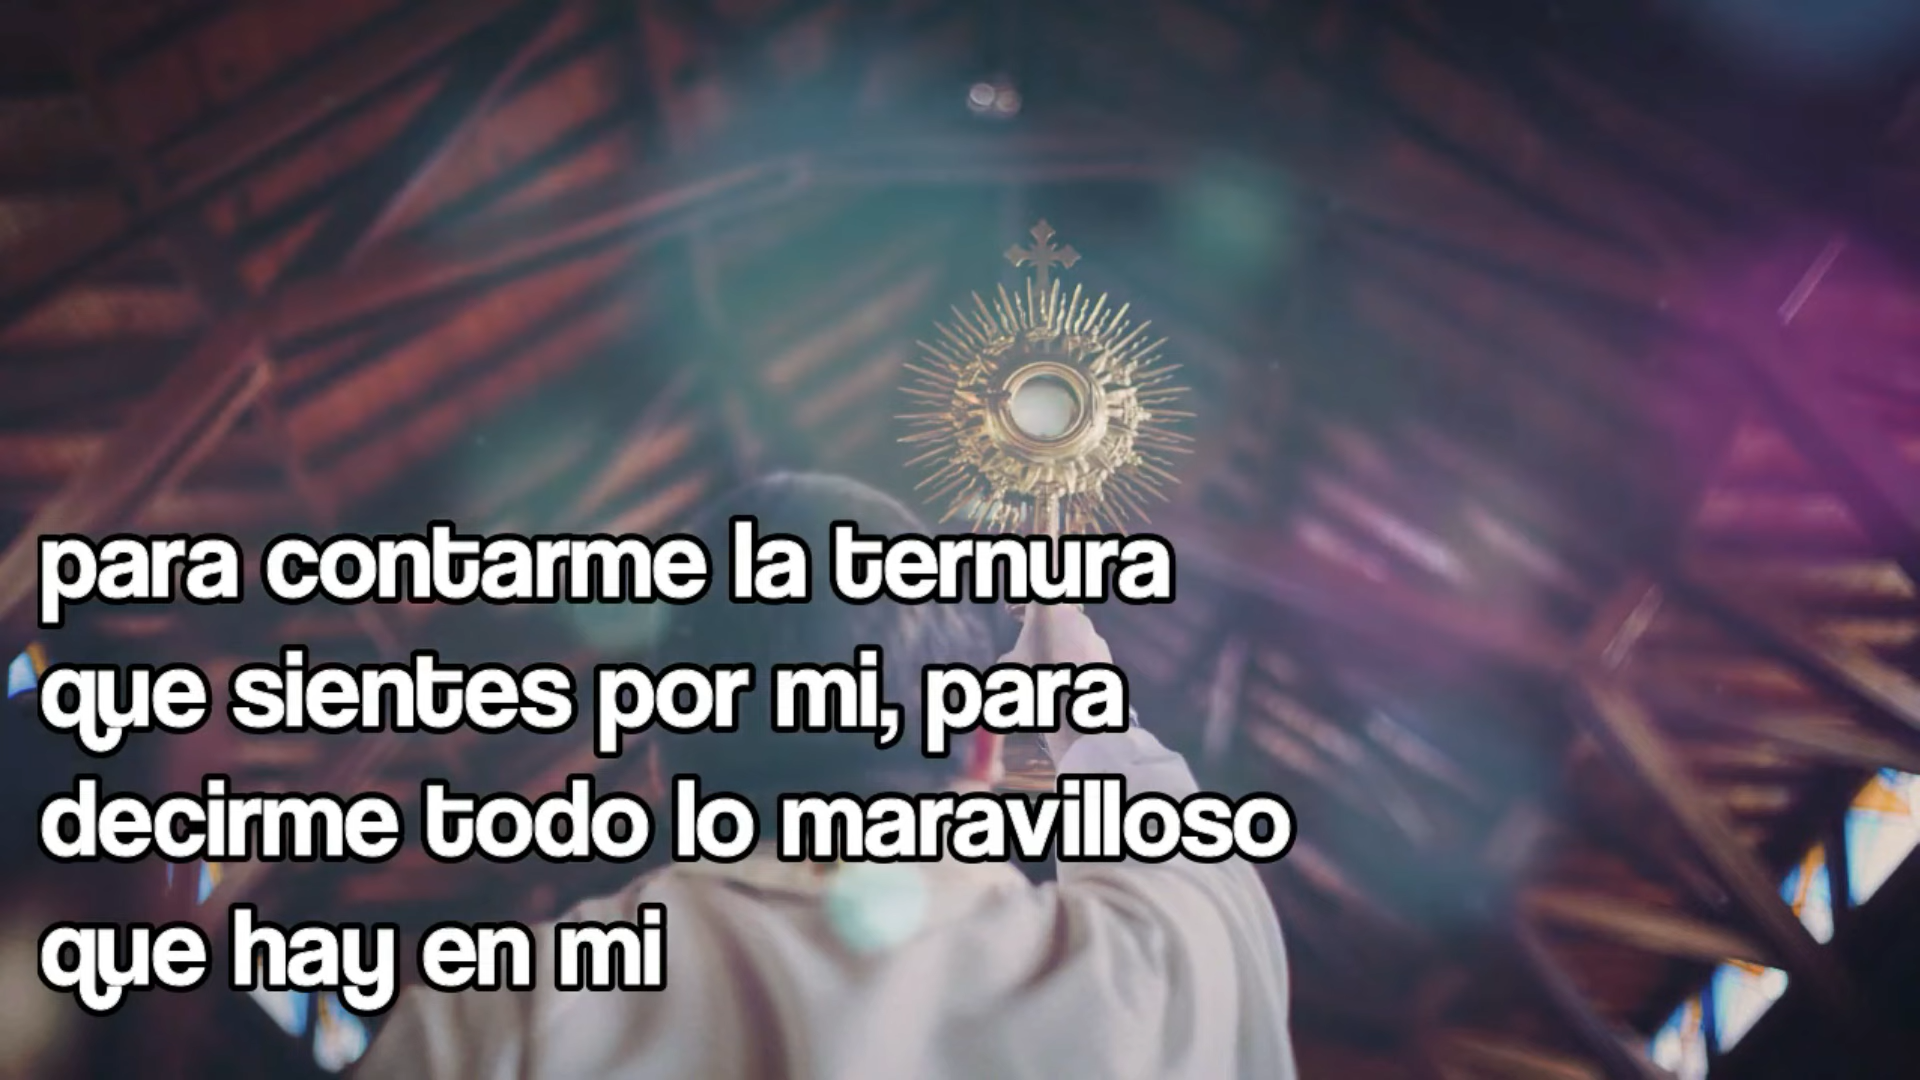 para contarme la ternura
que sientes por mi, para
decirme todo lo maravilloso
que hay en mi